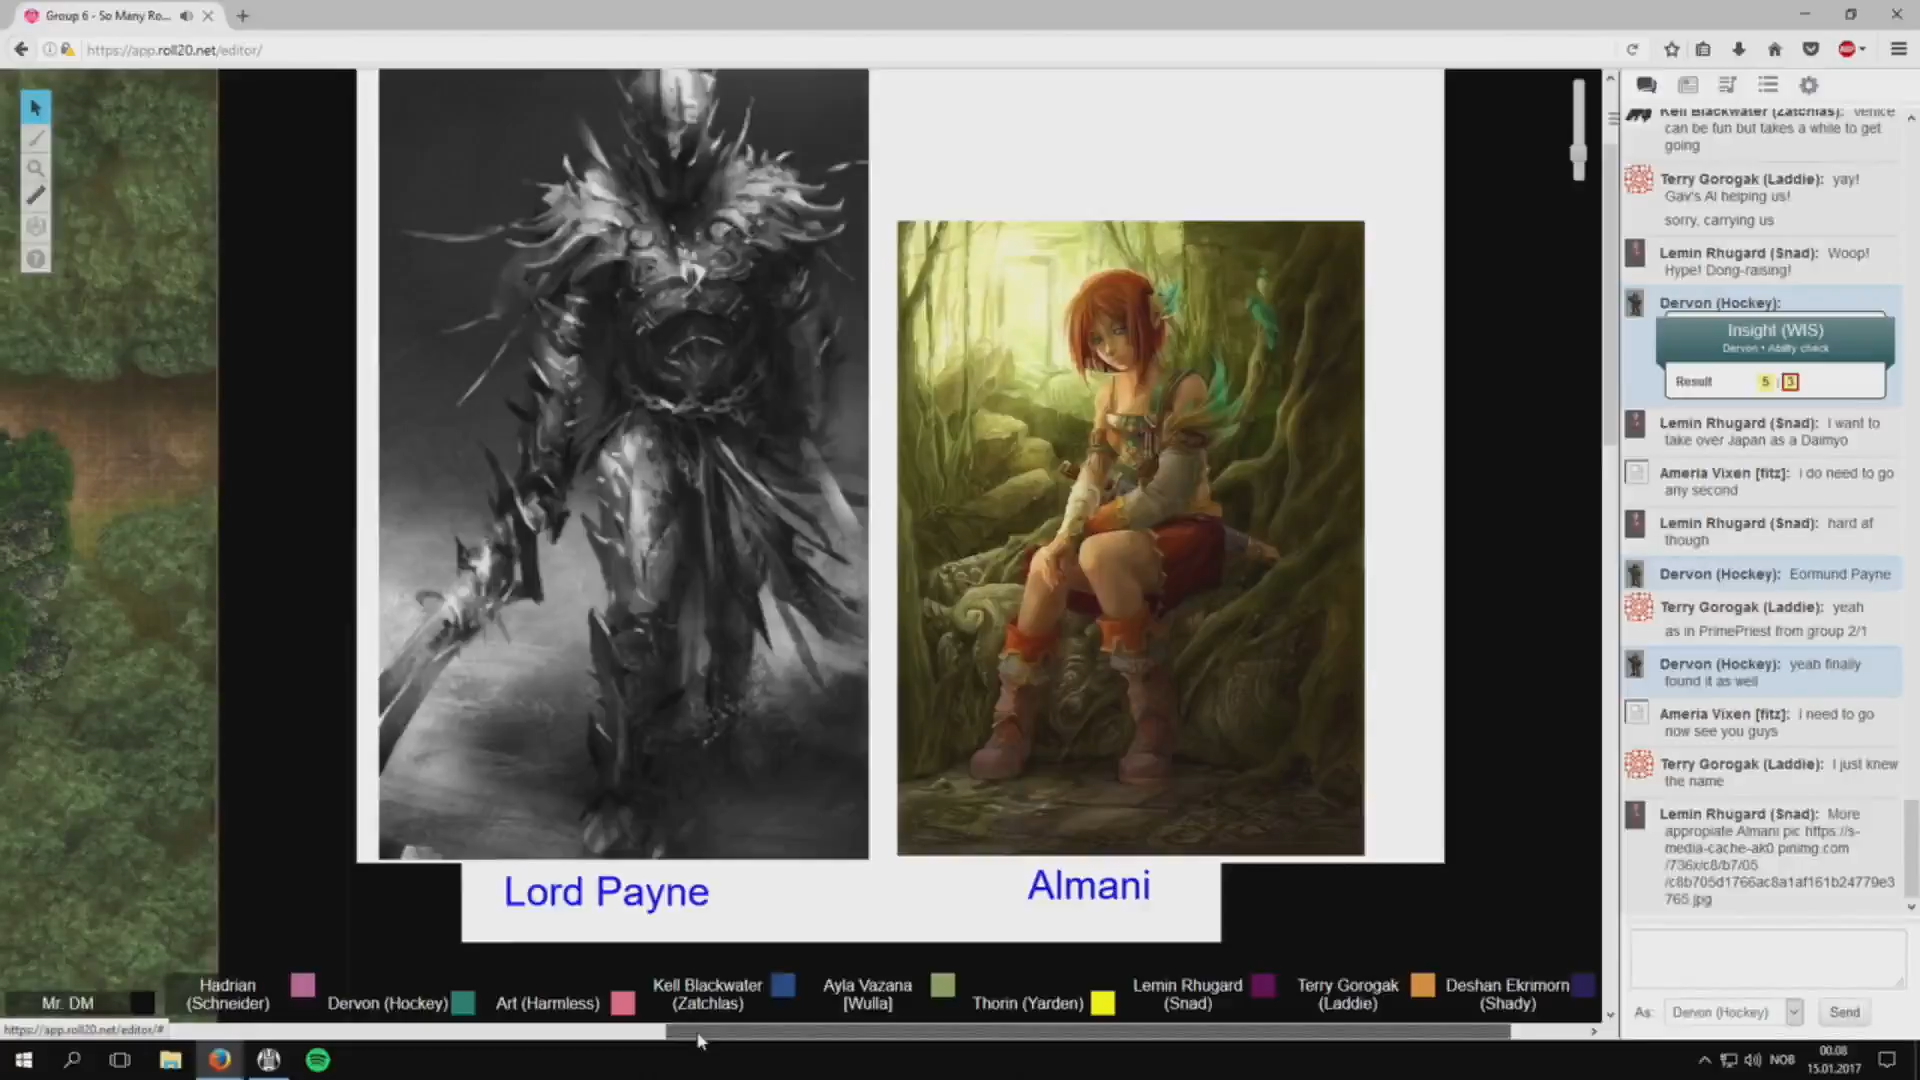 Group 6 - So Many Ro...
https://app.roll20.net/editor/
Kell Blackwater (Zatchlas): Venice
can be fun but takes a while to get
going
Terry Gorogak (Laddie): yay!
Gav's AI helping us!
sorry, carrying us
Lemin Rhugard (Snad): Woop!
Hype! Dong-raising!
Dervon (Hockey):
Insight (WIS)
Dervon • Ability check
Result 5 | 3
Lemin Rhugard (Snad): I want to
take over Japan as a Daimyo
Ameria Vixen [fitz]: i do need to go
any second
Lemin Rhugard (Snad): hard af
though
Dervon (Hockey): Eormund Payne
Terry Gorogak (Laddie): yeah
as in PrimePriest from group 2/1
Dervon (Hockey): yeah finally
found it as well
Ameria Vixen [fitz]: I need to go
now see you guys
Terry Gorogak (Laddie): I just knew
the name
Lemin Rhugard (Snad): More
appropiate Almani pic https://s-
media-cache-ak0.pinimg.com
/736x/c8/b7/05
/c8b705d1766ac8a1af161b24779e3
765.jpg
Lord Payne
Almani
Mr. DM
Hadrian
(Schneider)
Dervon (Hockey)
Art (Harmless)
Kell Blackwater
(Zatchlas)
Ayla Vazana
[Wulla]
Thorin (Yarden)
Lemin Rhugard
(Snad)
Terry Gorogak
(Laddie)
Deshan Ekrimorn
(Shady)
As: Dervon (Hockey) Send
https://app.roll20.net/editor/#
NOB
00.08
15.01.2017